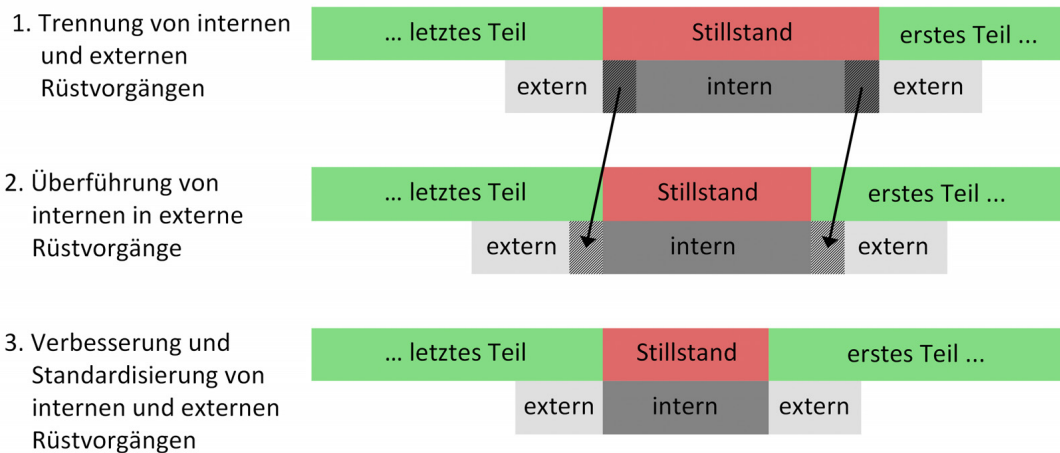 1. Trennung von internen
und externen
Rüstvorgängen
... letztes Teil
Stillstand
erstes Teil ...
extern
intern
extern
2. Überführung von
internen in externe
Rüstvorgänge
... letztes Teil
Stillstand
erstes Teil ...
extern
intern
extern
3. Verbesserung und
Standardisierung von
internen und externen
Rüstvorgängen
... letztes Teil
Stillstand
erstes Teil ...
extern
intern
extern